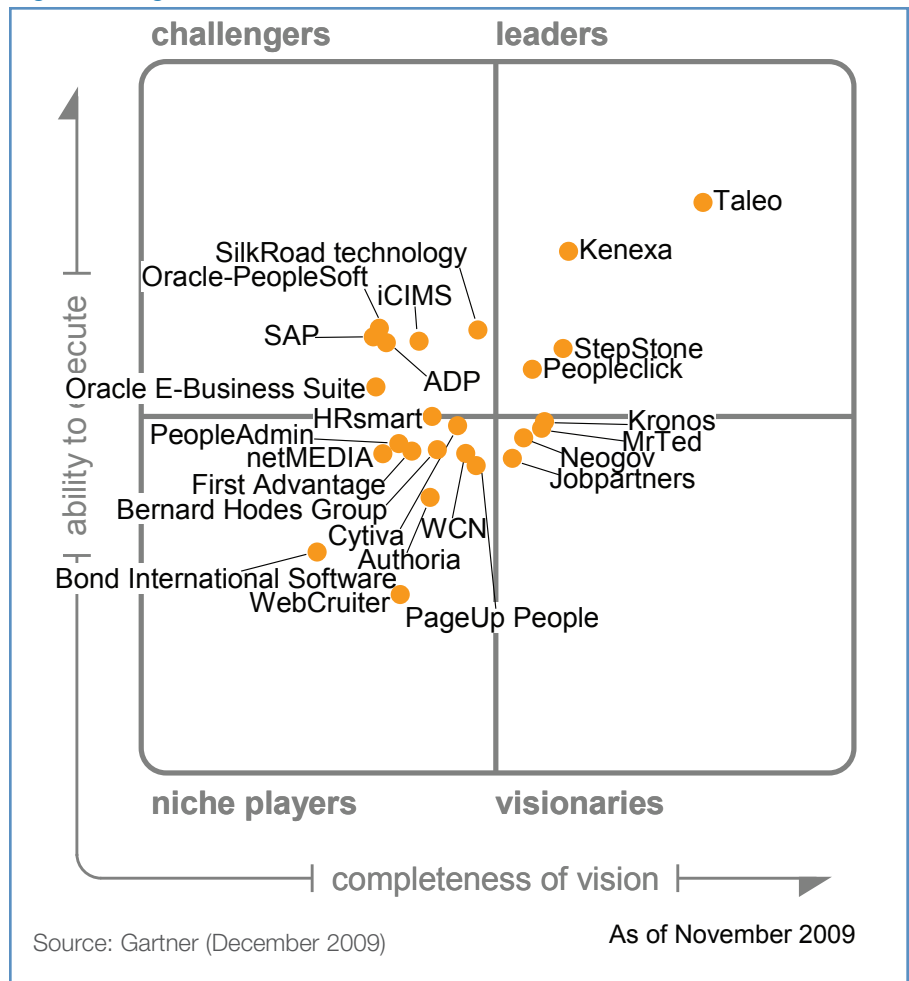 challengers
leaders
Taleo
Kenexa
SilkRoad technology
Oracle-PeopleSoft
iCIMS
SAP
StepStone
Peopleclick
ADP
Oracle E-Business Suite
HRsmart
Kronos
PeopleAdmin
MrTed
netMEDIA
Neogov
First Advantage
Jobpartners
Bernard Hodes Group
WCN
Cytiva
Authoria
Bond International Software
WebCruiter
PageUp People
ability to execute
niche players
visionaries
completeness of vision
Source: Gartner (December 2009)
As of November 2009